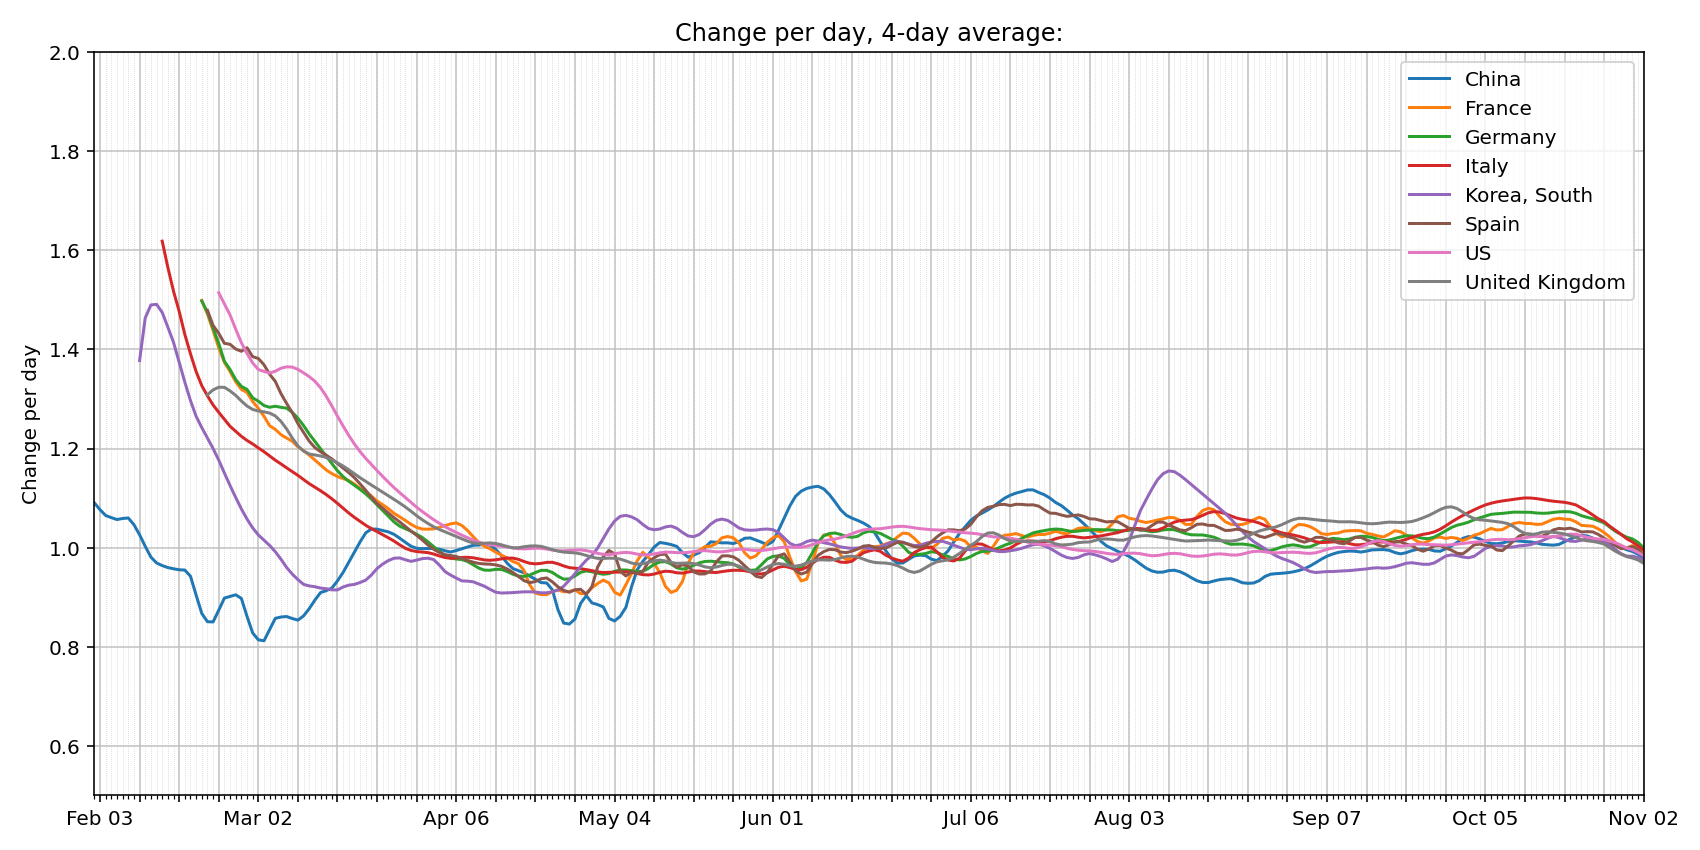 Change per day, 4-day average:
Change per day
2.0
1.8
1.6
1.4
1.2
1.0
0.8
0.6
China
France
Germany
Italy
Korea, South
Spain
US
United Kingdom
Feb 03 Mar 02 Apr 06 May 04 Jun 01 Jul 06 Aug 03 Sep 07 Oct 05 Nov 02